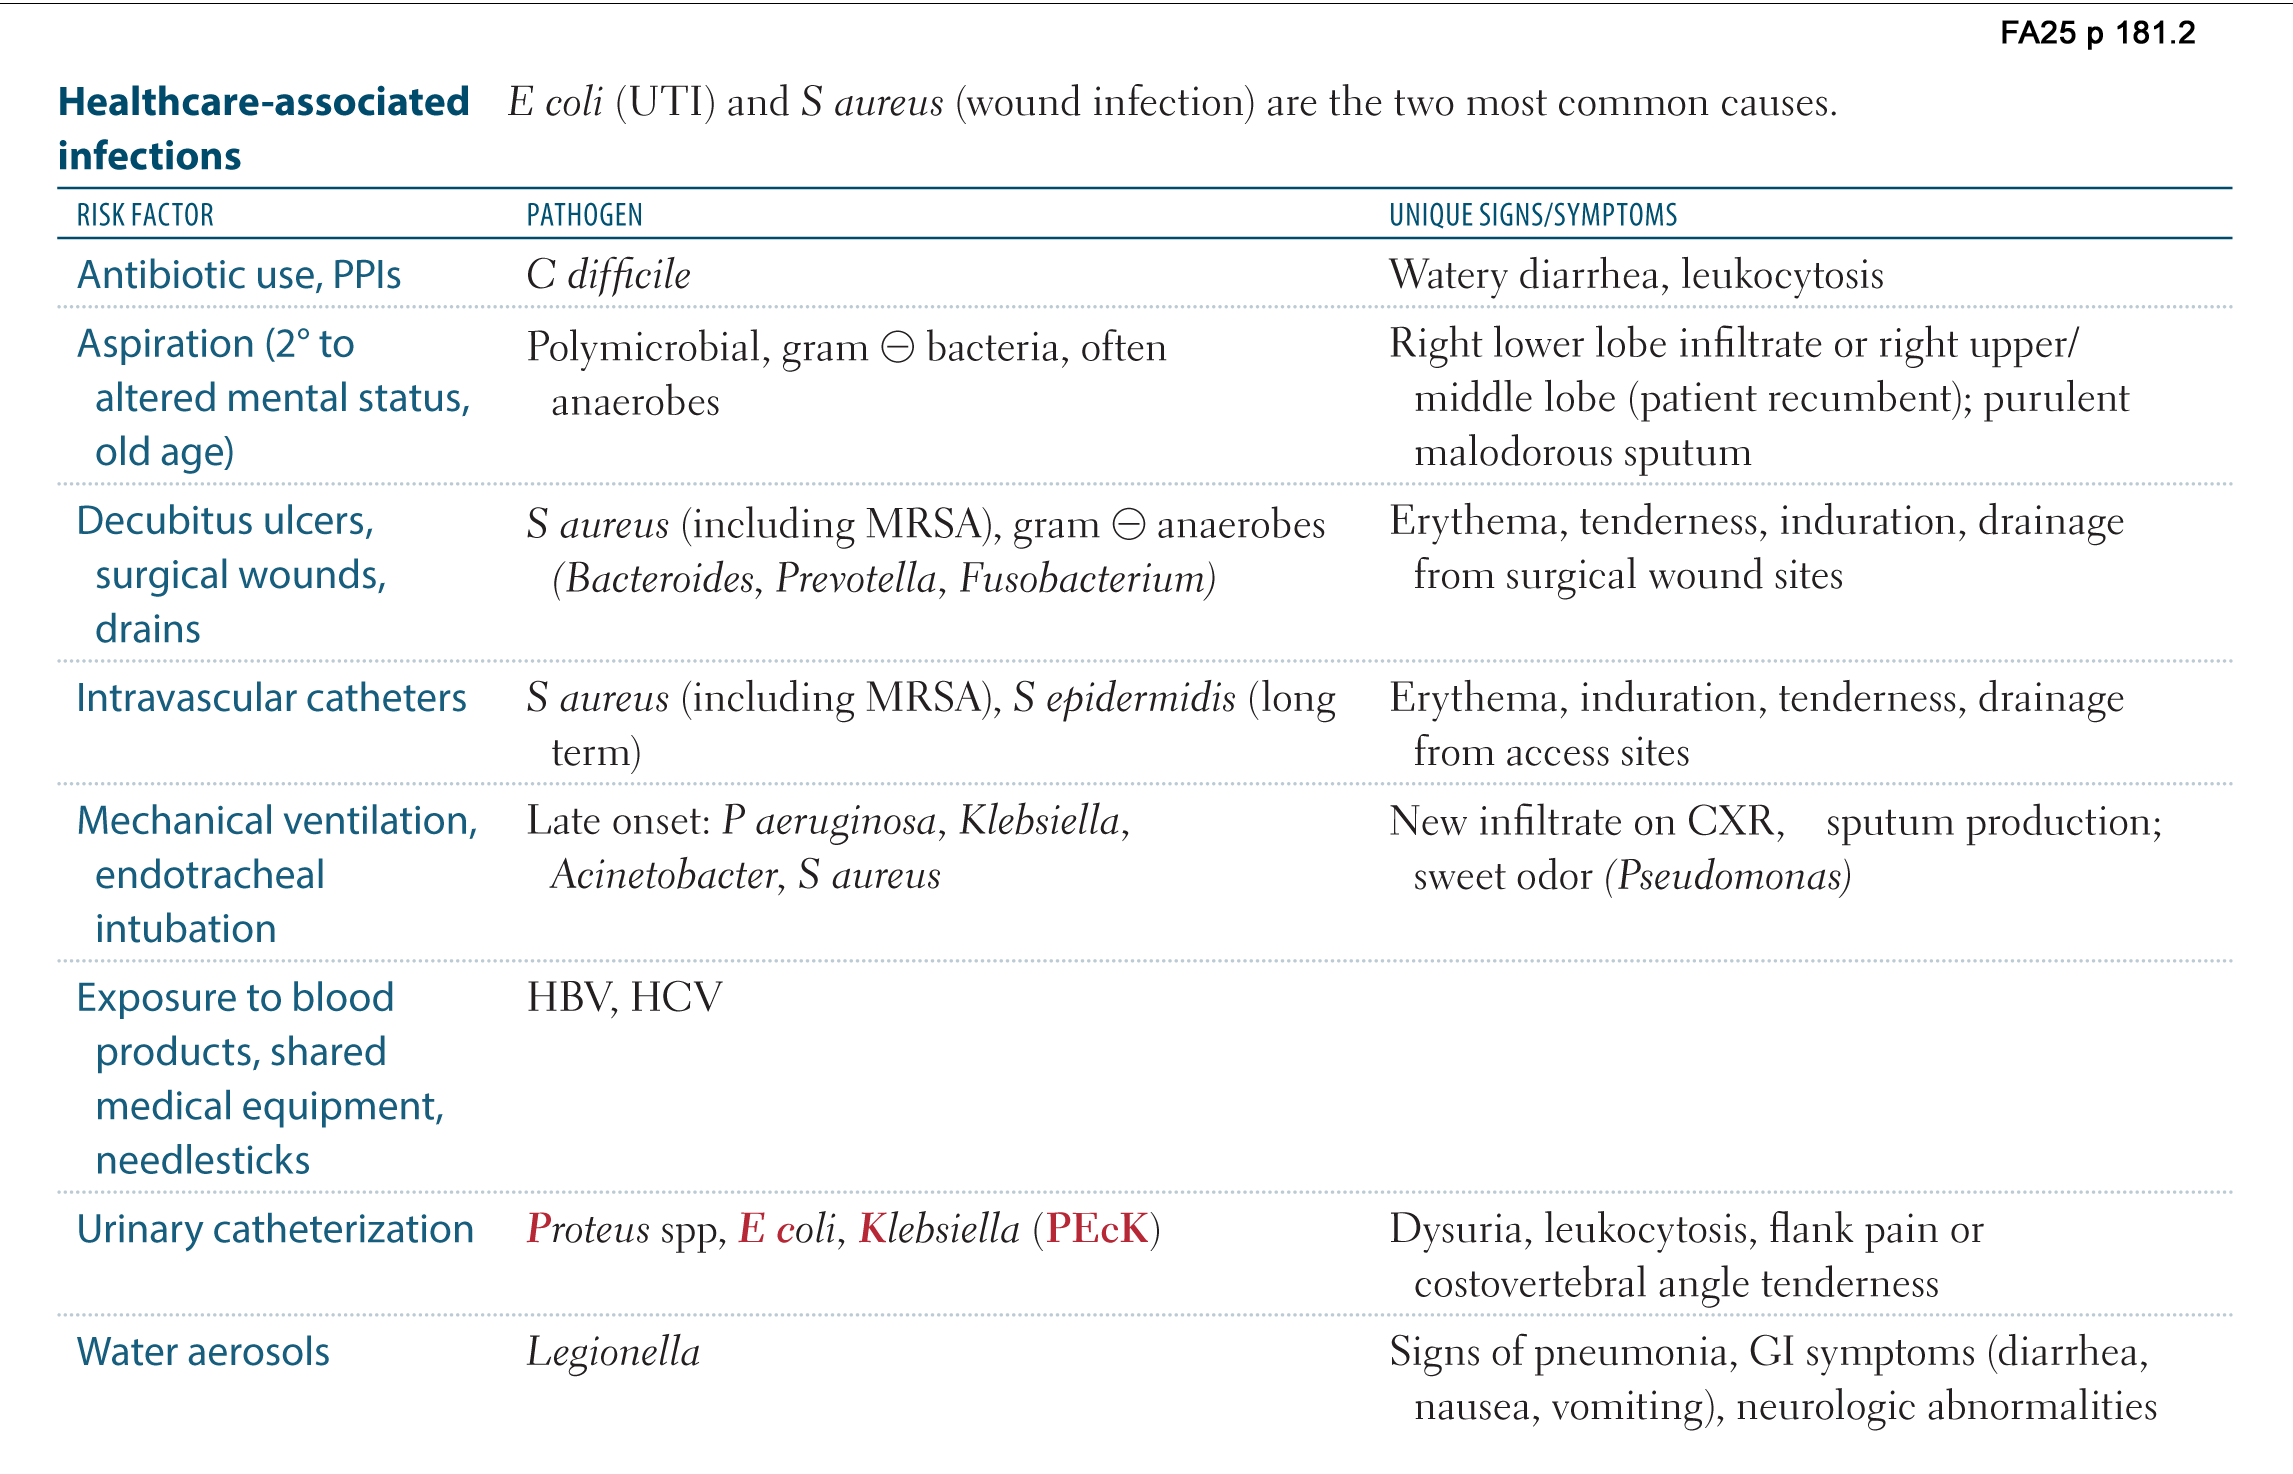 FA25 p 181.2
Healthcare-associated infections
E coli (UTI) and S aureus (wound infection) are the two most common causes.
RISK FACTOR PATHOGEN UNIQUE SIGNS/SYMPTOMS
Antibiotic use, PPIs
C difficile
Watery diarrhea, leukocytosis
Aspiration (2° to
altered mental status,
old age)
Polymicrobial, gram ⊝ bacteria, often
anaerobes
Right lower lobe infiltrate or right upper/
middle lobe (patient recumbent); purulent
malodorous sputum
Decubitus ulcers,
surgical wounds,
drains
S aureus (including MRSA), gram ⊝ anaerobes
(Bacteroides, Prevotella, Fusobacterium)
Erythema, tenderness, induration, drainage
from surgical wound sites
Intravascular catheters
S aureus (including MRSA), S epidermidis (long
term)
Erythema, induration, tenderness, drainage
from access sites
Mechanical ventilation,
endotracheal
intubation
Late onset: P aeruginosa, Klebsiella,
Acinetobacter, S aureus
New infiltrate on CXR, sputum production;
sweet odor (Pseudomonas)
Exposure to blood
products, shared
medical equipment,
needlesticks
HBV, HCV
Urinary catheterization
Proteus spp, E coli, Klebsiella (PEcK)
Dysuria, leukocytosis, flank pain or
costovertebral angle tenderness
Water aerosols
Legionella
Signs of pneumonia, GI symptoms (diarrhea,
nausea, vomiting), neurologic abnormalities